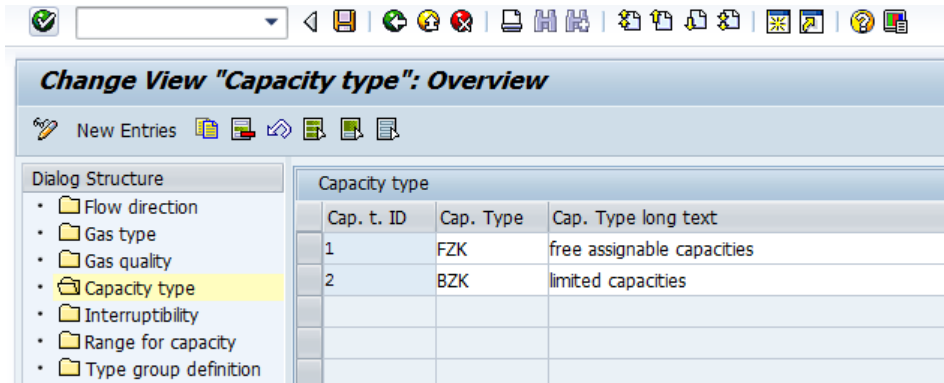 Change View "Capacity type": Overview
New Entries
Dialog Structure
Flow direction
Gas type
Gas quality
Capacity type
Interruptibility
Range for capacity
Type group definition
Capacity type
Cap. t. ID Cap. Type Cap. Type long text
1 FZK free assignable capacities
2 BZK limited capacities